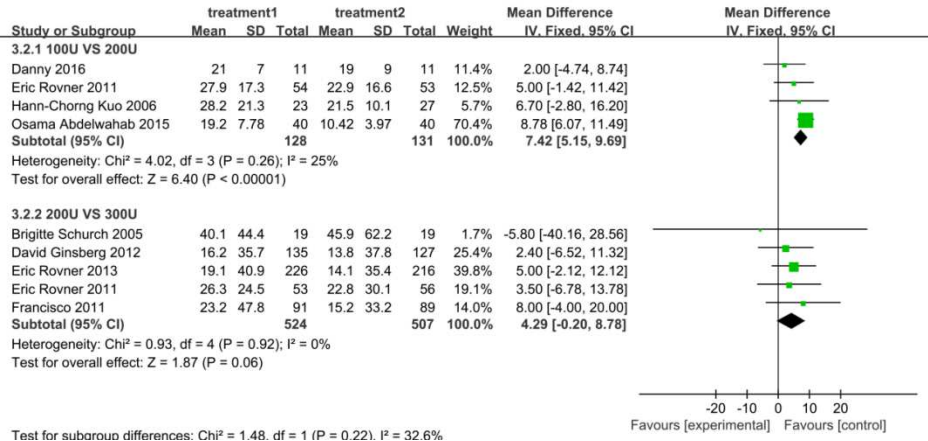 treatment1 treatment2 Mean Difference Mean Difference
Study or Subgroup Mean SD Total Mean SD Total Weight IV, Fixed, 95% CI IV, Fixed, 95% CI
3.2.1 100U VS 200U
Danny 2016 21 7 11 19 9 11 11.4% 2.00 [-4.74, 8.74]
Eric Rovner 2011 27.9 17.3 54 22.9 16.6 53 12.5% 5.00 [-1.42, 11.42]
Hann-Chorng Kuo 2006 28.2 21.3 23 21.5 10.1 27 5.7% 6.70 [-2.80, 16.20]
Osama Abdelwahab 2015 19.2 7.78 40 10.42 3.97 40 70.4% 8.78 [6.07, 11.49]
Subtotal (95% CI) 128 131 100.0% 7.42 [5.15, 9.69]
Heterogeneity: Chi² = 4.02, df = 3 (P = 0.26); I² = 25%
Test for overall effect: Z = 6.40 (P < 0.00001)
3.2.2 200U VS 300U
Brigitte Schurch 2005 40.1 44.4 19 45.9 62.2 19 1.7% -5.80 [-40.16, 28.56]
David Ginsberg 2012 16.2 35.7 135 13.8 37.8 127 25.4% 2.40 [-6.52, 11.32]
Eric Rovner 2013 19.1 40.9 226 14.1 35.4 216 39.8% 5.00 [-2.12, 12.12]
Eric Rovner 2011 26.3 24.5 53 22.8 30.1 56 19.1% 3.50 [-6.78, 13.78]
Francisco 2011 23.2 47.8 91 15.2 33.2 89 14.0% 8.00 [-4.00, 20.00]
Subtotal (95% CI) 524 507 100.0% 4.29 [-0.20, 8.78]
Heterogeneity: Chi² = 0.93, df = 4 (P = 0.92); I² = 0%
Test for overall effect: Z = 1.87 (P = 0.06)
-20 -10 0 10 20
Favours [experimental] Favours [control]
Test for subgroup differences: Chi² = 1.48, df = 1 (P = 0.22), I² = 32.6%